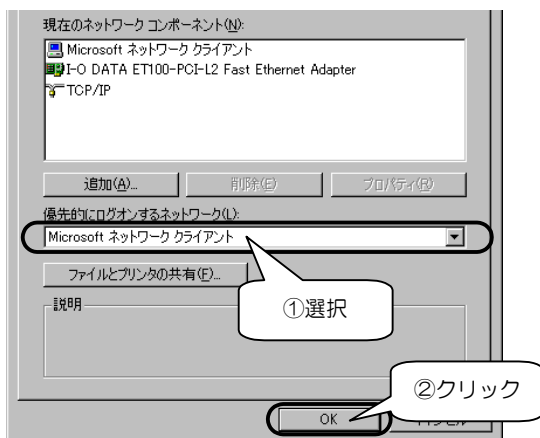 現在のネットワーク コンポーネント(N):
Microsoft ネットワーク クライアント
I-O DATA ET100-PCI-L2 Fast Ethernet Adapter
TCP/IP
追加(A)... 削除(E) プロパティ(R)
優先的にログオンするネットワーク(L):
Microsoft ネットワーク クライアント
ファイルとプリンタの共有(F)...
①選択
説明
②クリック
OK